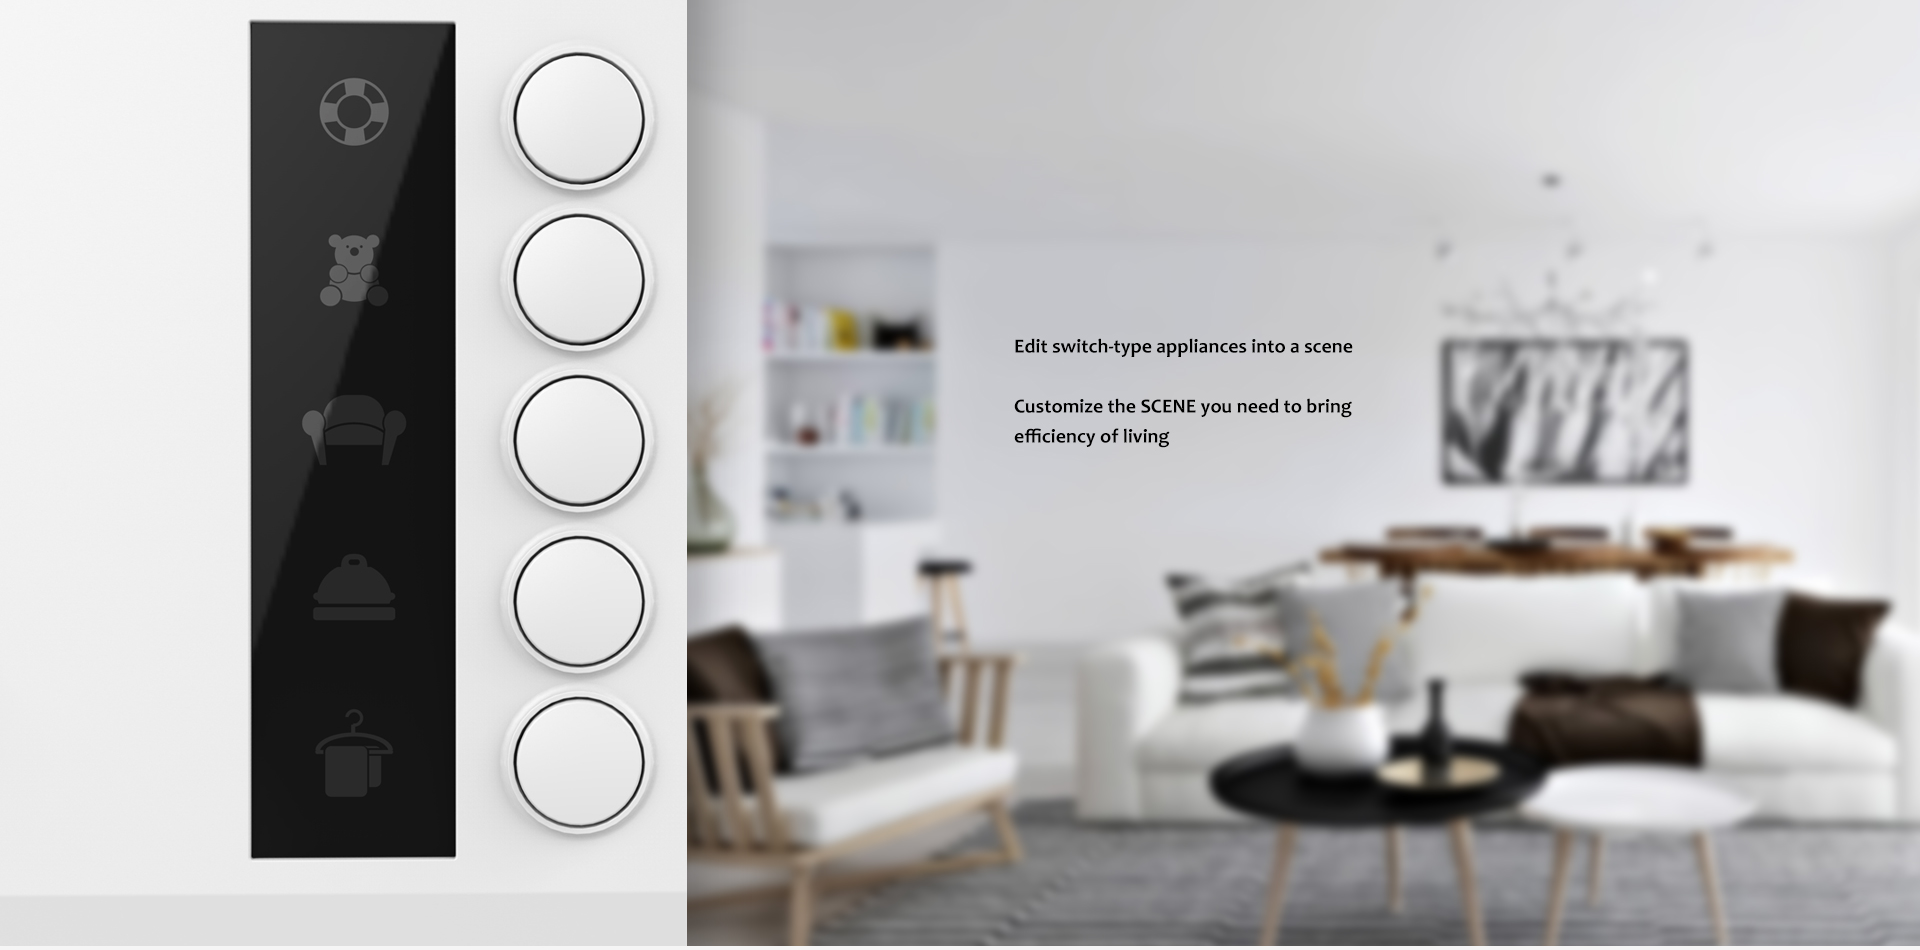 Edit switch-type appliances into a scene
Customize the SCENE you need to bring
efficiency of living